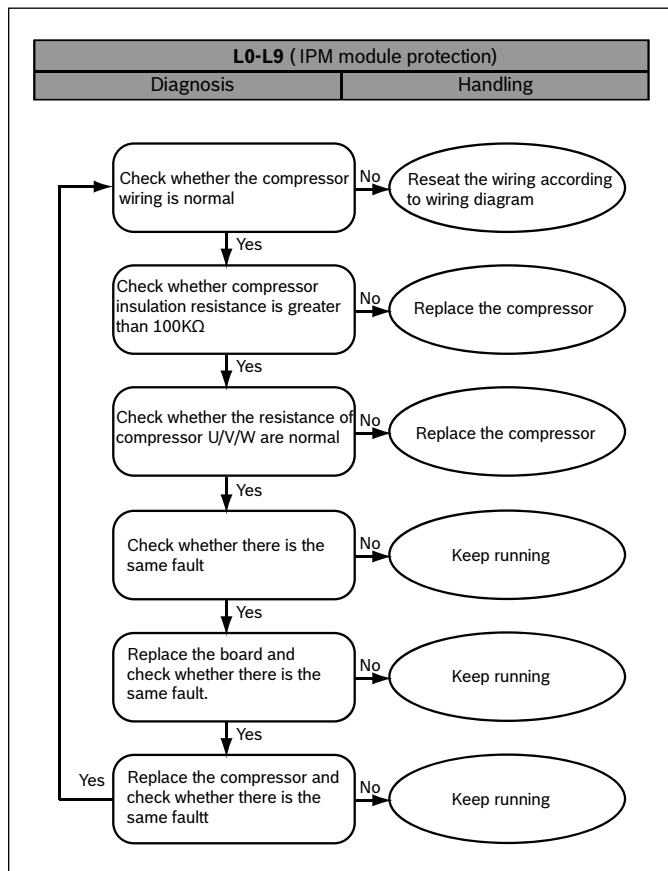 L0-L9 ( IPM module protection)
Diagnosis Handling
Check whether the compressor
wiring is normal
No
Reseat the wiring according
to wiring diagram
Yes
Check whether compressor
insulation resistance is greater
than 100KΩ
No
Replace the compressor
Yes
Check whether the resistance of
compressor U/V/W are normal
No
Replace the compressor
Yes
Check whether there is the
same fault
No
Keep running
Yes
Replace the board and
check whether there is the
same fault.
No
Keep running
Yes
Yes
Replace the compressor and
check whether there is the
same faultt
No
Keep running